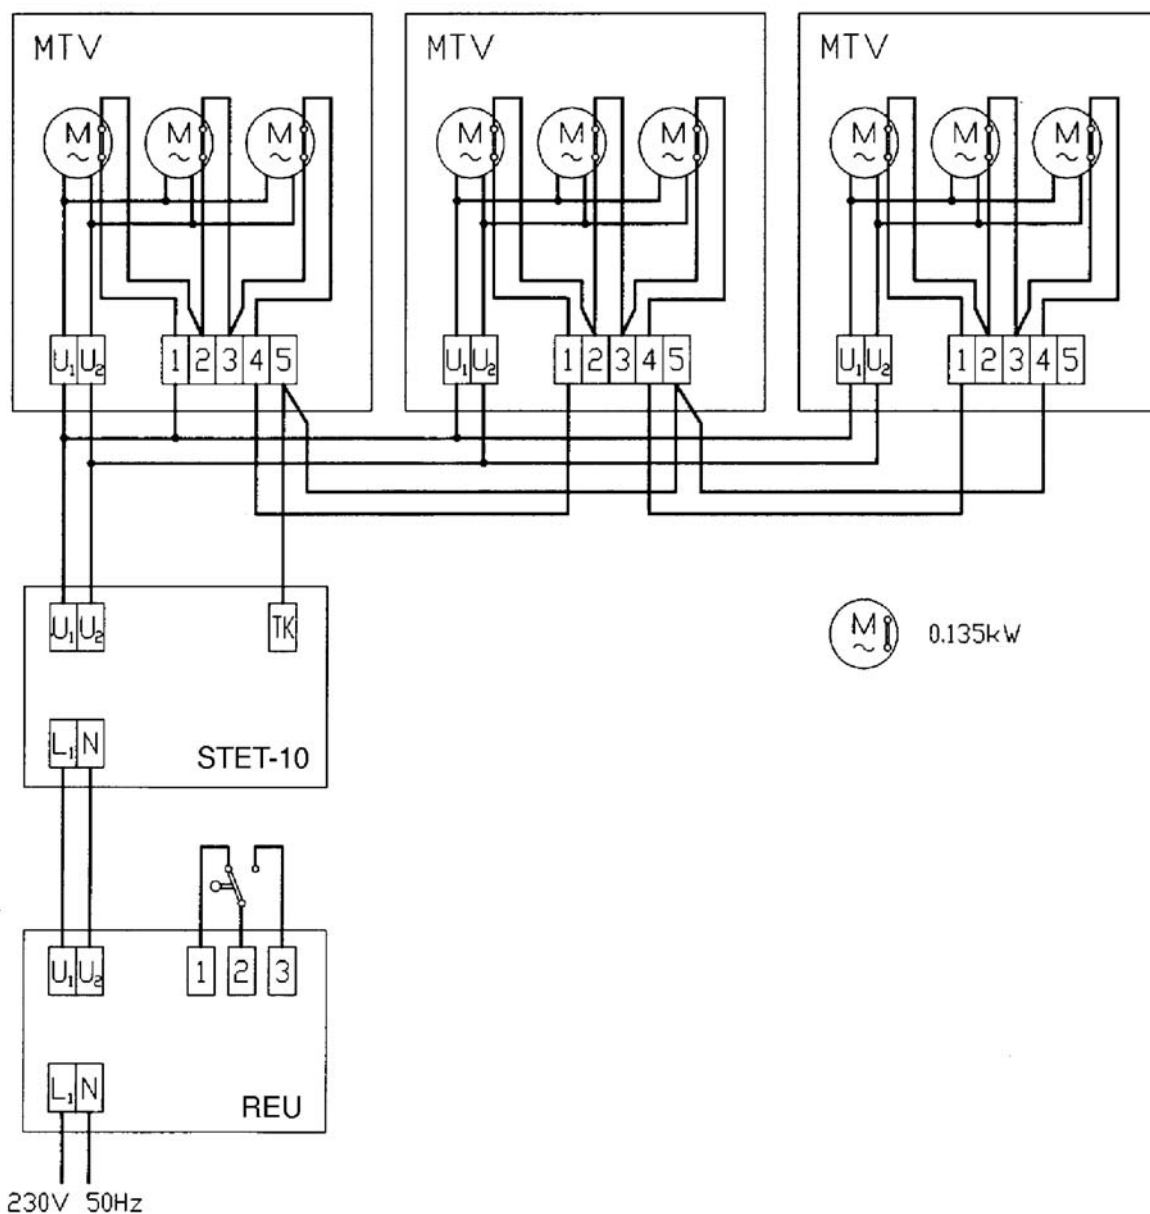 MTV MTV MTV
M M M M M M M M M
~ ~ ~ ~ ~ ~ ~ ~ ~
U₁ U₂ 1 2 3 4 5 U₁ U₂ 1 2 3 4 5 U₁ U₂ 1 2 3 4 5
U₁ U₂ TK
M ~ 0.135kW
L₁ N
STET-10
U₁ U₂ 1 2 3
L₁ N
REU
230V 50Hz